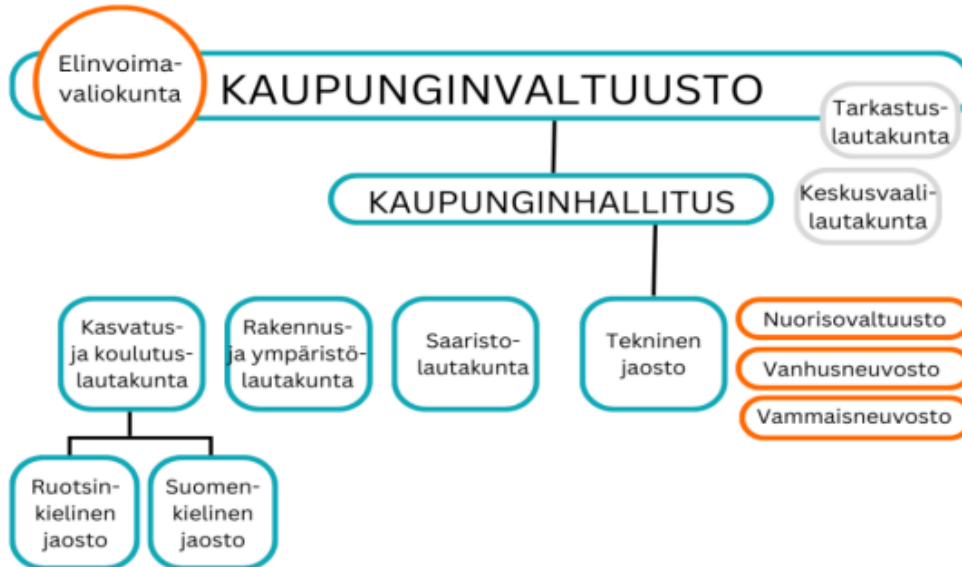 Elinvoima-
valiokunta
KAUPUNGINVALTUUSTO
Tarkastus-
lautakunta
KAUPUNGINHALLITUS
Keskusvaali-
lautakunta
Kasvatus-
ja koulutus-
lautakunta
Rakennus-
ja ympäristö-
lautakunta
Saaristo-
lautakunta
Tekninen
jaosto
Nuorisovaltuusto
Vanhusneuvosto
Vammaisneuvosto
Ruotsin-
kielinen
jaosto
Suomen-
kielinen
jaosto